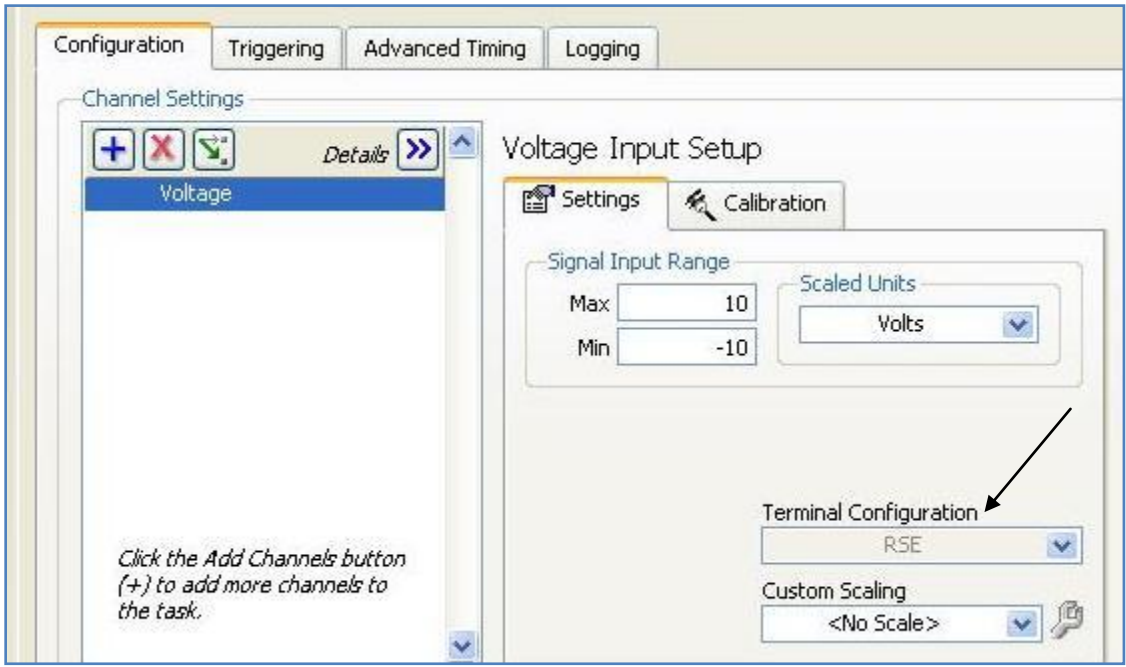 Configuration
Triggering
Advanced Timing
Logging
Channel Settings
Details
Voltage
Click the Add Channels button
(+) to add more channels to
the task.
Voltage Input Setup
Settings
Calibration
Signal Input Range
Max 10
Min -10
Scaled Units
Volts
Terminal Configuration
RSE
Custom Scaling
<No Scale>